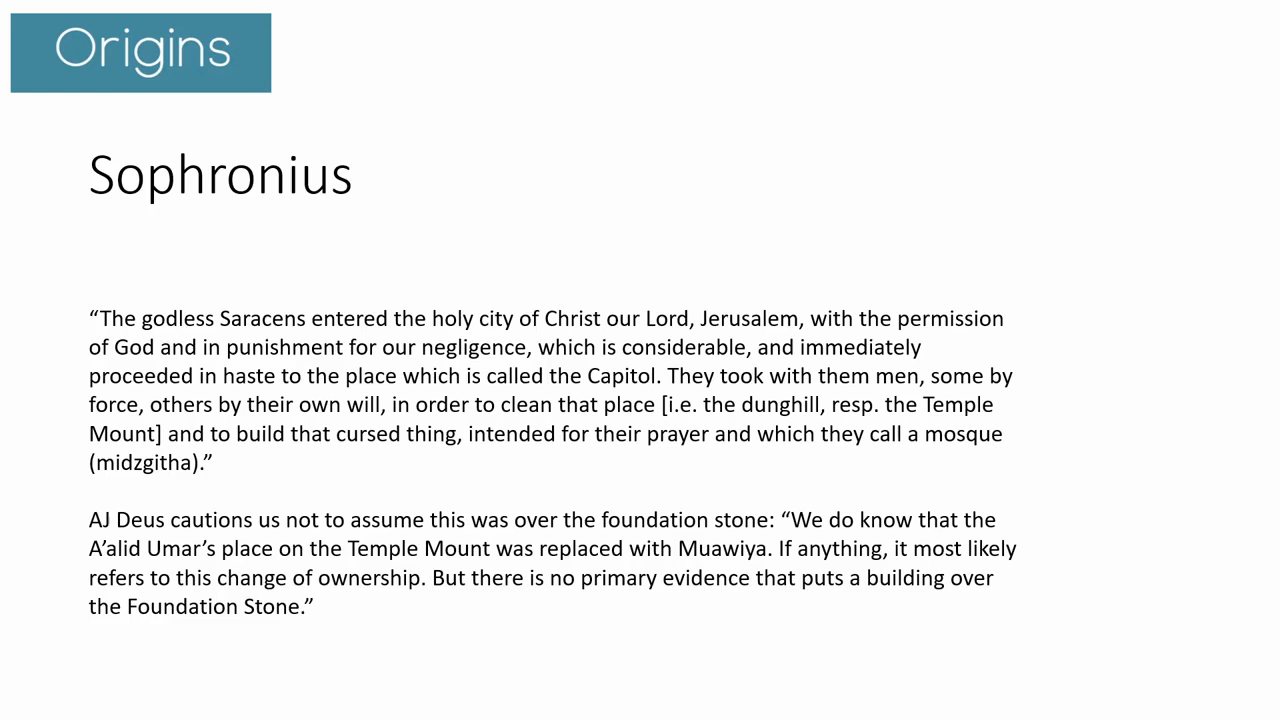 Origins
Sophronius
“The godless Saracens entered the holy city of Christ our Lord, Jerusalem, with the permission
of God and in punishment for our negligence, which is considerable, and immediately
proceeded in haste to the place which is called the Capitol. They took with them men, some by
force, others by their own will, in order to clean that place [i.e. the dunghill, resp. the Temple
Mount] and to build that cursed thing, intended for their prayer and which they call a mosque
(midzgitha).”
AJ Deus cautions us not to assume this was over the foundation stone: “We do know that the
A’alid Umar’s place on the Temple Mount was replaced with Muawiya. If anything, it most likely
refers to this change of ownership. But there is no primary evidence that puts a building over
the Foundation Stone.”